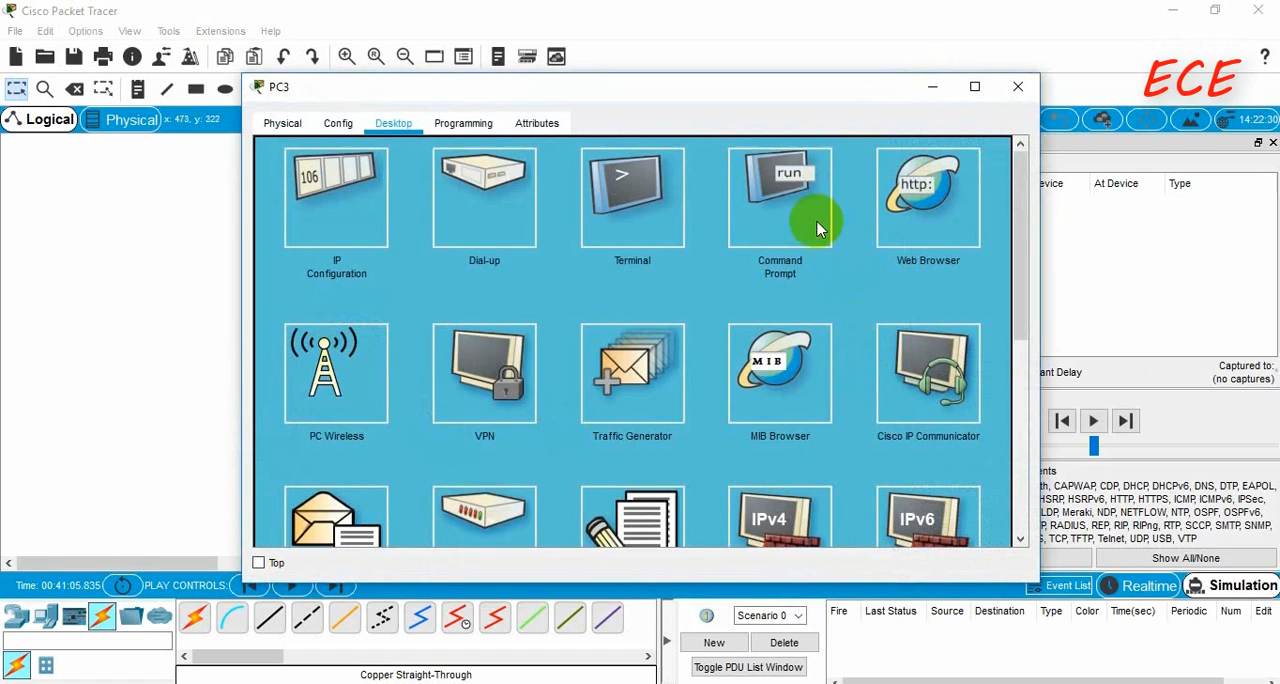 Cisco Packet Tracer
File Edit Options View Tools Extensions Help
?
ECE
PC3
Logical
Physical x: 473, y: 322
14:22:30
Physical Config Desktop Programming Attributes
106
>
run
http:
IP Configuration
Dial-up
Terminal
Command Prompt
Web Browser
MIB
PC Wireless
VPN
Traffic Generator
MIB Browser
Cisco IP Communicator
IPv4
IPv6
Top
evice At Device Type
ant Delay
Captured to:
(no captures)
ents
th, CAPWAP, CDP, DHCP, DHCPv6, DNS, DTP, EAPOL,
HSRP, HSRPv6, HTTP, HTTPS, ICMP, ICMPv6, IPSec,
LDP, Meraki, NDP, NETFLOW, NTP, OSPF, OSPFv6,
P, RADIUS, REP, RIP, RIPng, RTP, SCCP, SMTP, SNMP,
TCP, TFTP, Telnet, UDP, USB, VTP
Show All/None
Time: 00:41:05.835 PLAY CONTROLS:
Event List Realtime Simulation
Copper Straight-Through
Scenario 0
New Delete
Toggle PDU List Window
Fire Last Status Source Destination Type Color Time(sec) Periodic Num Edit